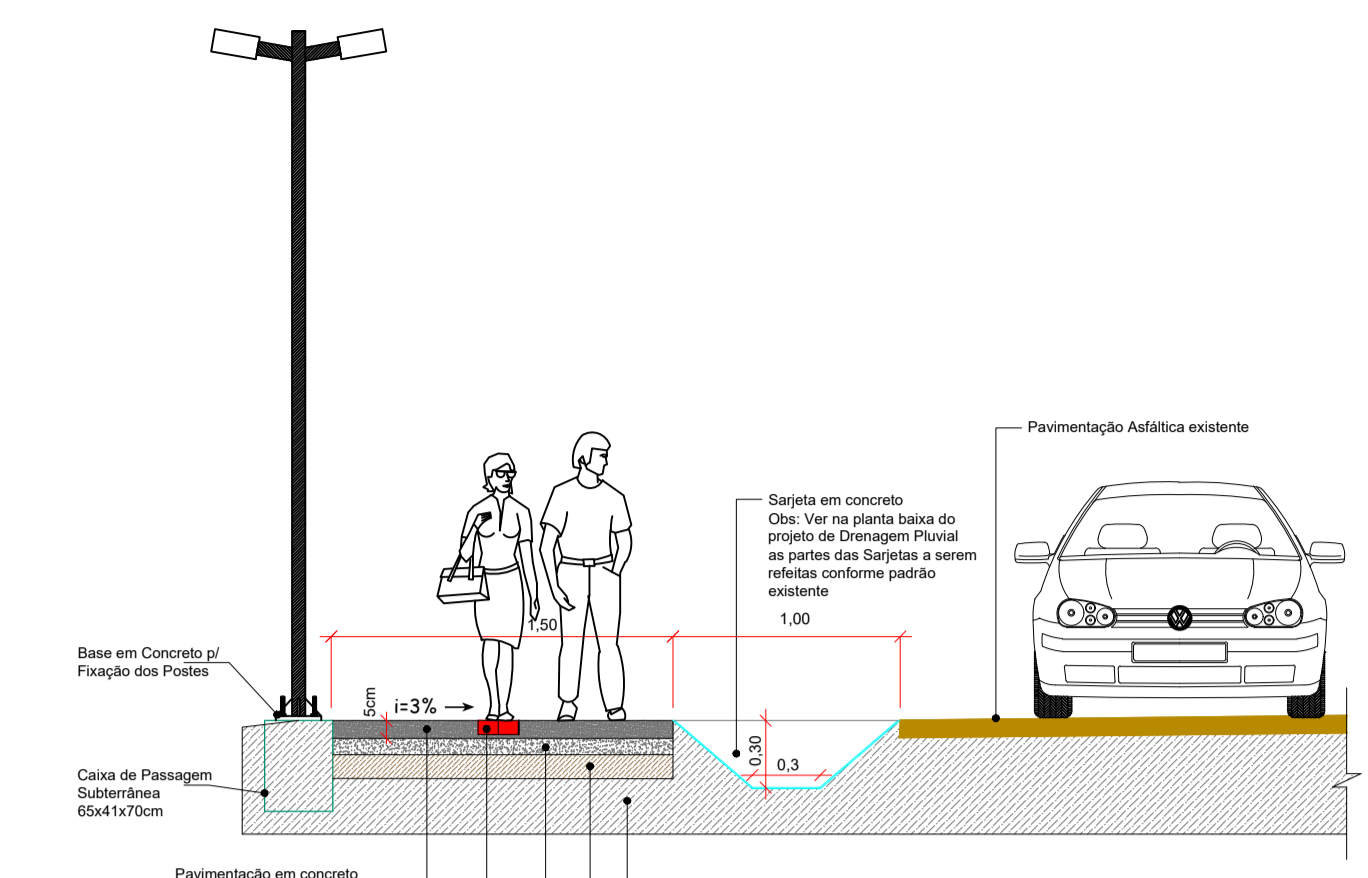 Pavimentação Asfáltica existente
Sarjeta em concreto
Obs: Ver na planta baixa do
projeto de Drenagem Pluvial
as partes das Sarjetas a serem
refeitas conforme padrão
existente
1,50
1,00
Base em Concreto p/
Fixação dos Postes
5cm
i=3%
0,30
0,3
Caixa de Passagem
Subterrânea
65x41x70cm
Pavimentação em concreto